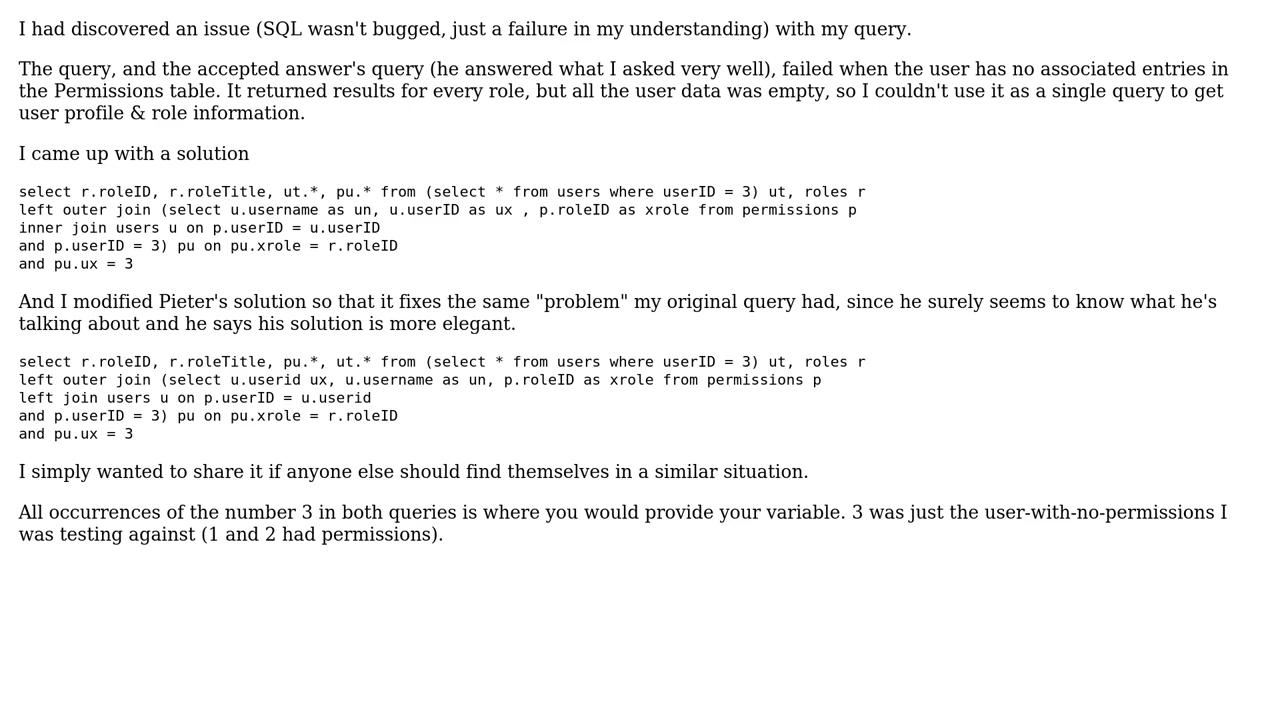 I had discovered an issue (SQL wasn't bugged, just a failure in my understanding) with my query.
The query, and the accepted answer's query (he answered what I asked very well), failed when the user has no associated entries in
the Permissions table. It returned results for every role, but all the user data was empty, so I couldn't use it as a single query to get
user profile & role information.
I came up with a solution
select r.roleID, r.roleTitle, ut.*, pu.* from (select * from users where userID = 3) ut, roles r
left outer join (select u.username as un, u.userID as ux , p.roleID as xrole from permissions p
inner join users u on p.userID = u.userID
and p.userID = 3) pu on pu.xrole = r.roleID
and pu.ux = 3
And I modified Pieter's solution so that it fixes the same "problem" my original query had, since he surely seems to know what he's
talking about and he says his solution is more elegant.
select r.roleID, r.roleTitle, pu.*, ut.* from (select * from users where userID = 3) ut, roles r
left outer join (select u.userid ux, u.username as un, p.roleID as xrole from permissions p
left join users u on p.userID = u.userid
and p.userID = 3) pu on pu.xrole = r.roleID
and pu.ux = 3
I simply wanted to share it if anyone else should find themselves in a similar situation.
All occurrences of the number 3 in both queries is where you would provide your variable. 3 was just the user-with-no-permissions I
was testing against (1 and 2 had permissions).